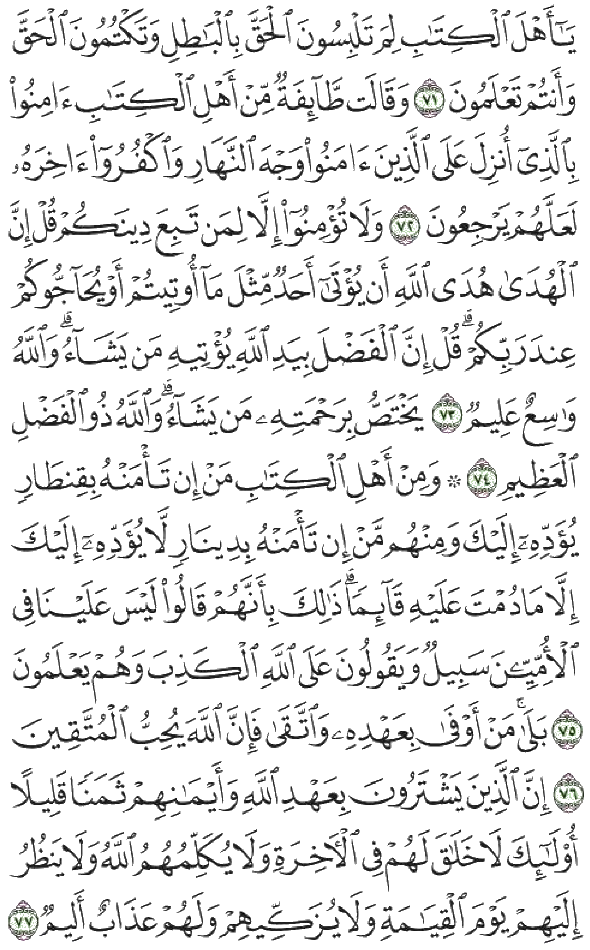 يَٰٓأَهۡلَ ٱلۡكِتَٰبِ لِمَ تَلۡبِسُونَ ٱلۡحَقَّ بِٱلۡبَٰطِلِ وَتَكۡتُمُونَ ٱلۡحَقَّ
وَأَنتُمۡ تَعۡلَمُونَ ٧١ وَقَالَت طَّآئِفَةٞ مِّنۡ أَهۡلِ ٱلۡكِتَٰبِ ءَامِنُواْ
بِٱلَّذِيٓ أُنزِلَ عَلَى ٱلَّذِينَ ءَامَنُواْ وَجۡهَ ٱلنَّهَارِ وَٱكۡفُرُوٓاْ ءَاخِرَهُۥ
لَعَلَّهُمۡ يَرۡجِعُونَ ٧٢ وَلَا تُؤۡمِنُوٓاْ إِلَّا لِمَن تَبِعَ دِينَكُمۡ قُلۡ إِنَّ
ٱلۡهُدَىٰ هُدَى ٱللَّهِ أَن يُؤۡتَىٰٓ أَحَدٞ مِّثۡلَ مَآ أُوتِيتُمۡ أَوۡ يُحَآجُّوكُمۡ
عِندَ رَبِّكُمۡۗ قُلۡ إِنَّ ٱلۡفَضۡلَ بِيَدِ ٱللَّهِ يُؤۡتِيهِ مَن يَشَآءُۗ وَٱللَّهُ
وَٰسِعٌ عَلِيمٞ ٧٣ يَخۡتَصُّ بِرَحۡمَتِهِۦ مَن يَشَآءُۗ وَٱللَّهُ ذُو ٱلۡفَضۡلِ
ٱلۡعَظِيمِ ٧٤ ۞ وَمِنۡ أَهۡلِ ٱلۡكِتَٰبِ مَنۡ إِن تَأۡمَنۡهُ بِقِنطَارٖ
يُؤَدِّهِۦٓ إِلَيۡكَ وَمِنۡهُم مَّنۡ إِن تَأۡمَنۡهُ بِدِينَارٖ لَّا يُؤَدِّهِۦٓ إِلَيۡكَ
إِلَّا مَا دُمۡتَ عَلَيۡهِ قَآئِمٗاۗ ذَٰلِكَ بِأَنَّهُمۡ قَالُواْ لَيۡسَ عَلَيۡنَا فِي
ٱلۡأُمِّيِّـۧنَ سَبِيلٞ وَيَقُولُونَ عَلَى ٱللَّهِ ٱلۡكَذِبَ وَهُمۡ يَعۡلَمُونَ
٧٥ بَلَىٰۚ مَنۡ أَوۡفَىٰ بِعَهۡدِهِۦ وَٱتَّقَىٰ فَإِنَّ ٱللَّهَ يُحِبُّ ٱلۡمُتَّقِينَ
٧٦ إِنَّ ٱلَّذِينَ يَشۡتَرُونَ بِعَهۡدِ ٱللَّهِ وَأَيۡمَٰنِهِمۡ ثَمَنٗا قَلِيلًا
أُوْلَٰٓئِكَ لَا خَلَٰقَ لَهُمۡ فِي ٱلۡأٓخِرَةِ وَلَا يُكَلِّمُهُمُ ٱللَّهُ وَلَا يَنظُرُ
إِلَيۡهِمۡ يَوۡمَ ٱلۡقِيَٰمَةِ وَلَا يُزَكِّيهِمۡ وَلَهُمۡ عَذَابٌ أَلِيمٞ ٧٧